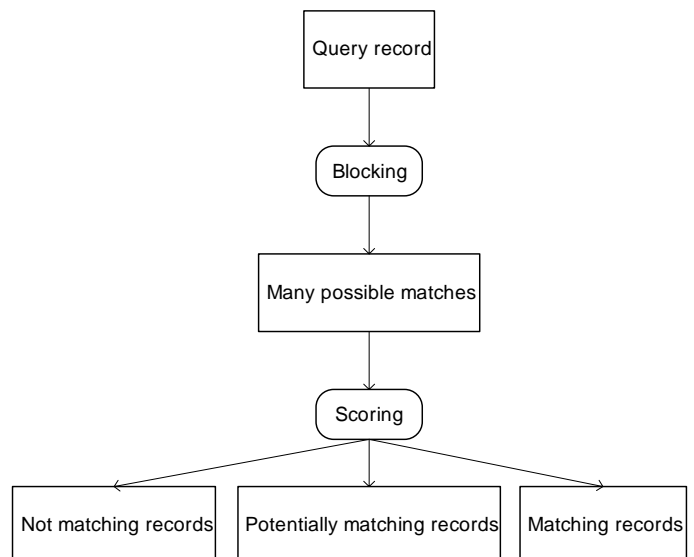 Query record
Blocking
Many possible matches
Scoring
Not matching records
Potentially matching records
Matching records